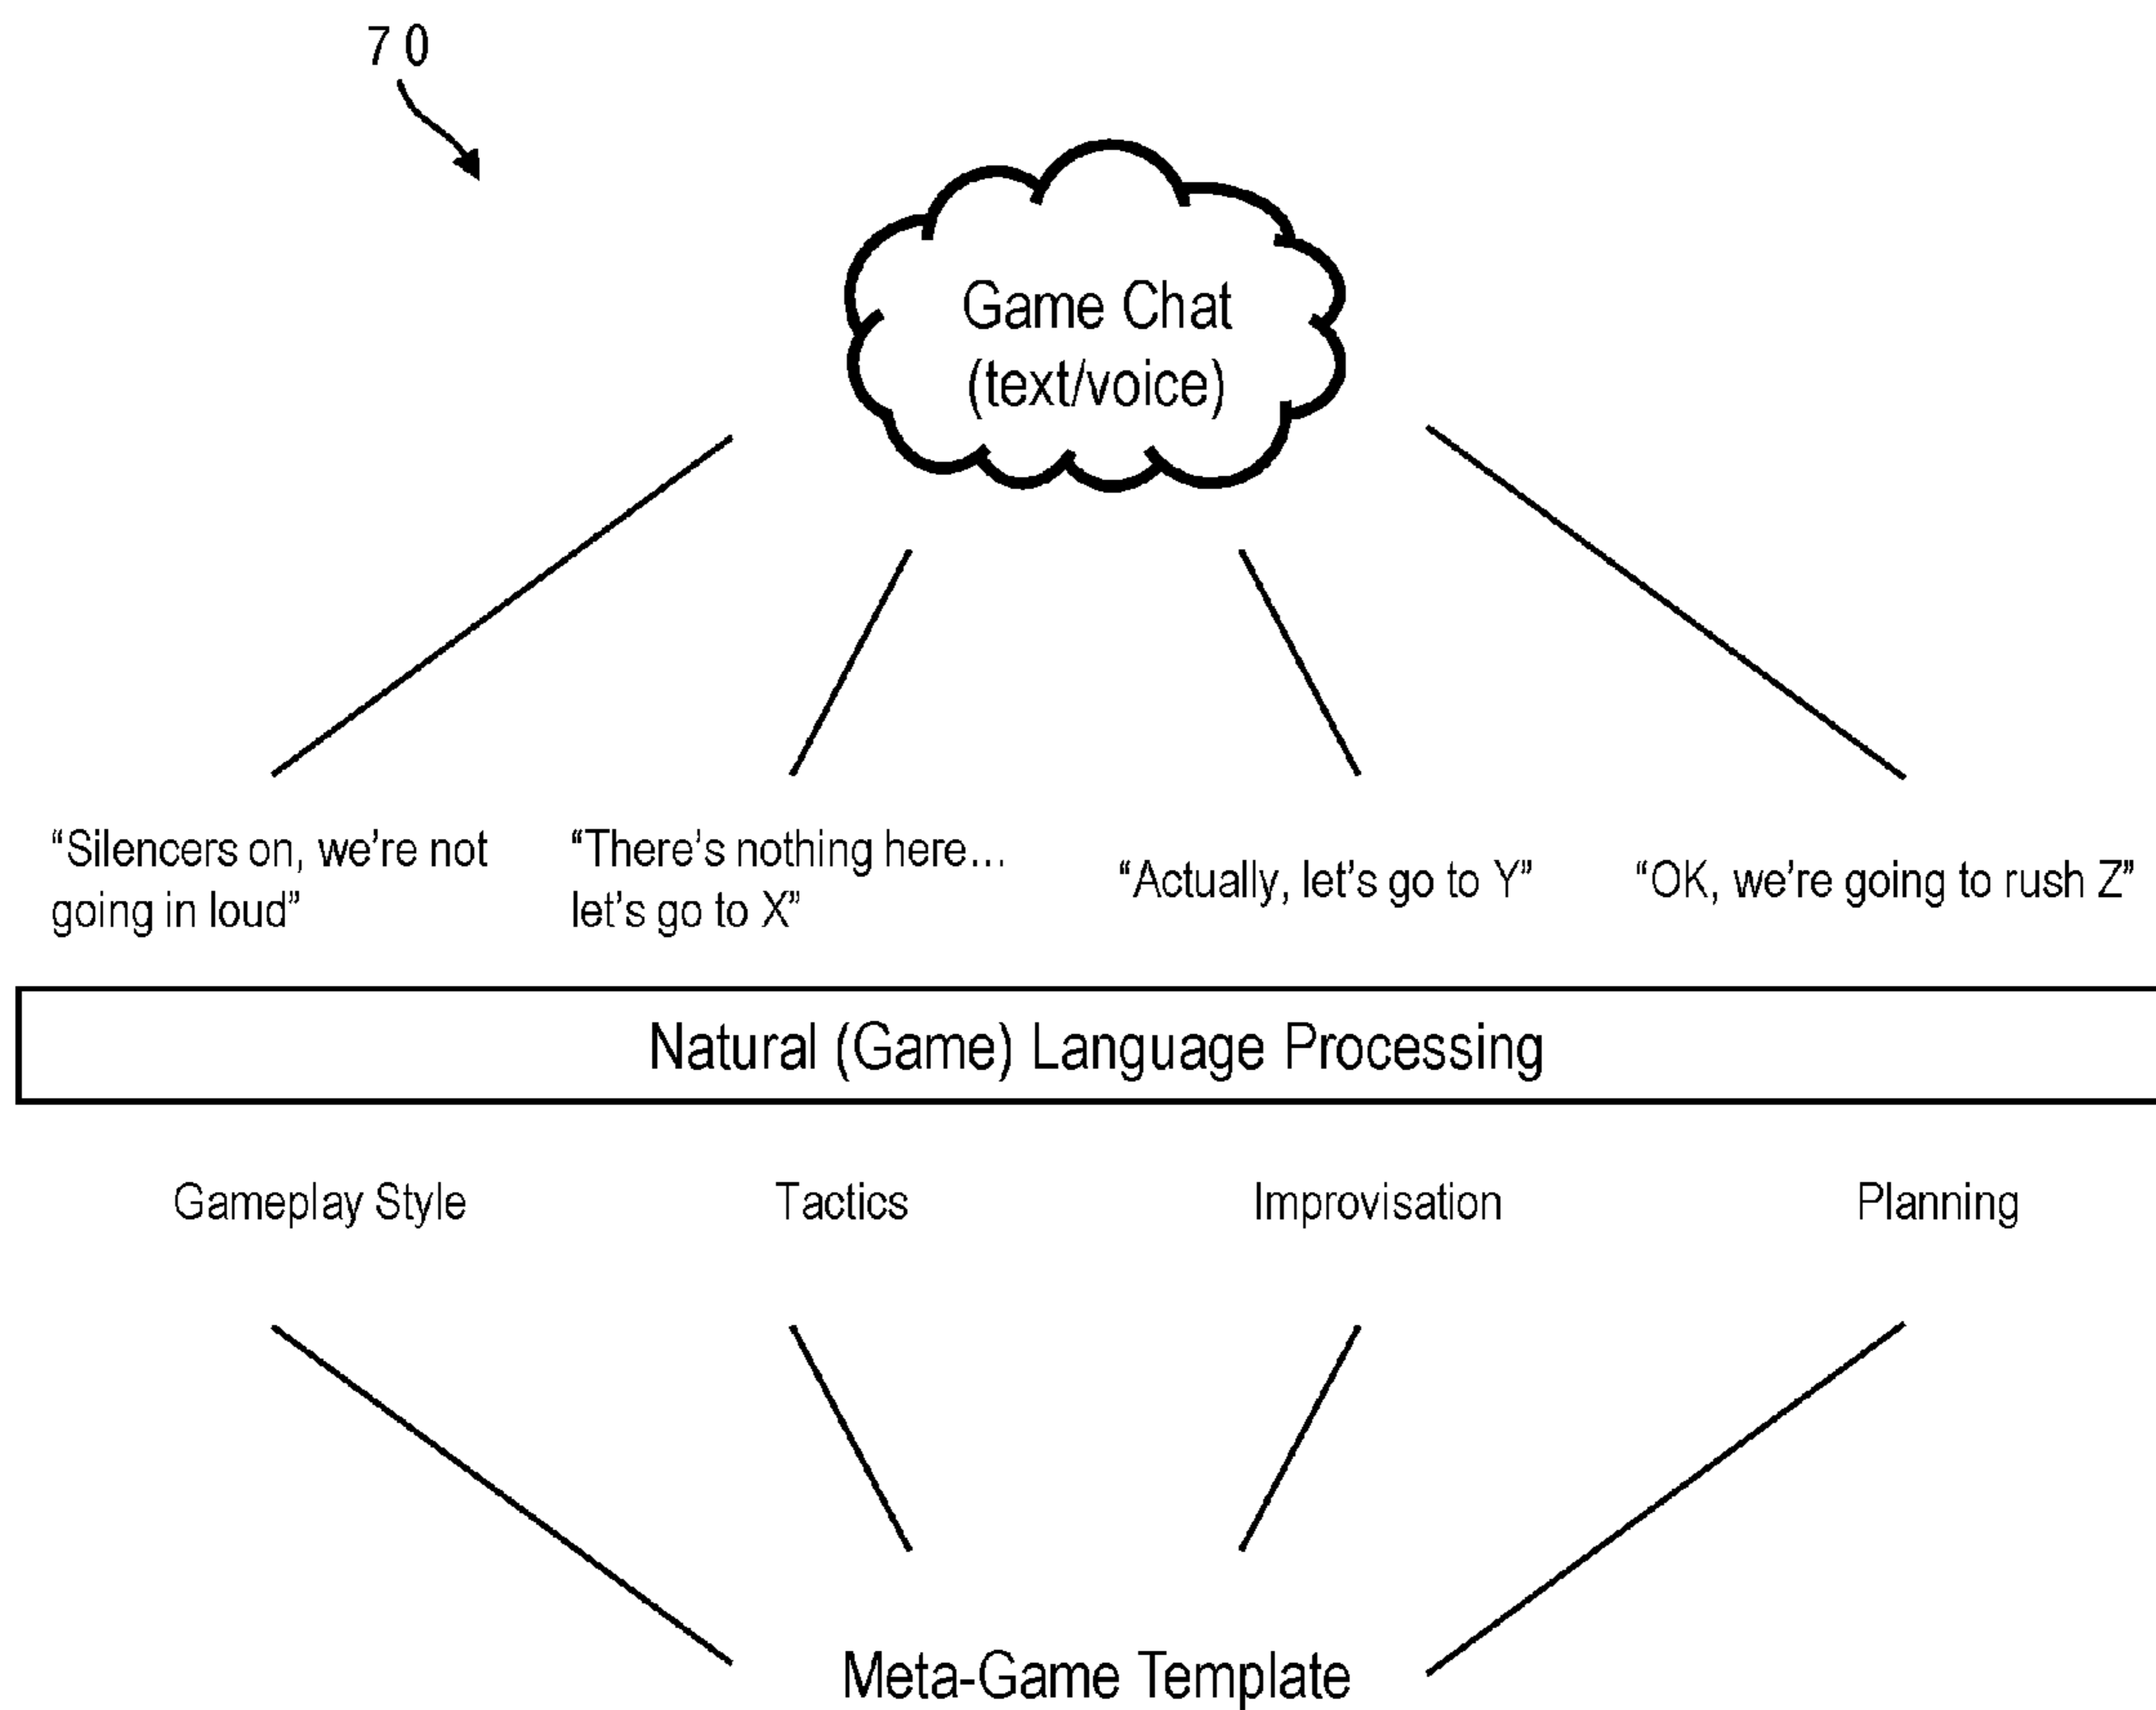 7 0
Game Chat
(text/voice)
“Silencers on, we’re not
going in loud”
“There’s nothing here...
let’s go to X”
“Actually, let’s go to Y”
“OK, we’re going to rush Z”
Natural (Game) Language Processing
Gameplay Style
Tactics
Improvisation
Planning
Meta-Game Template